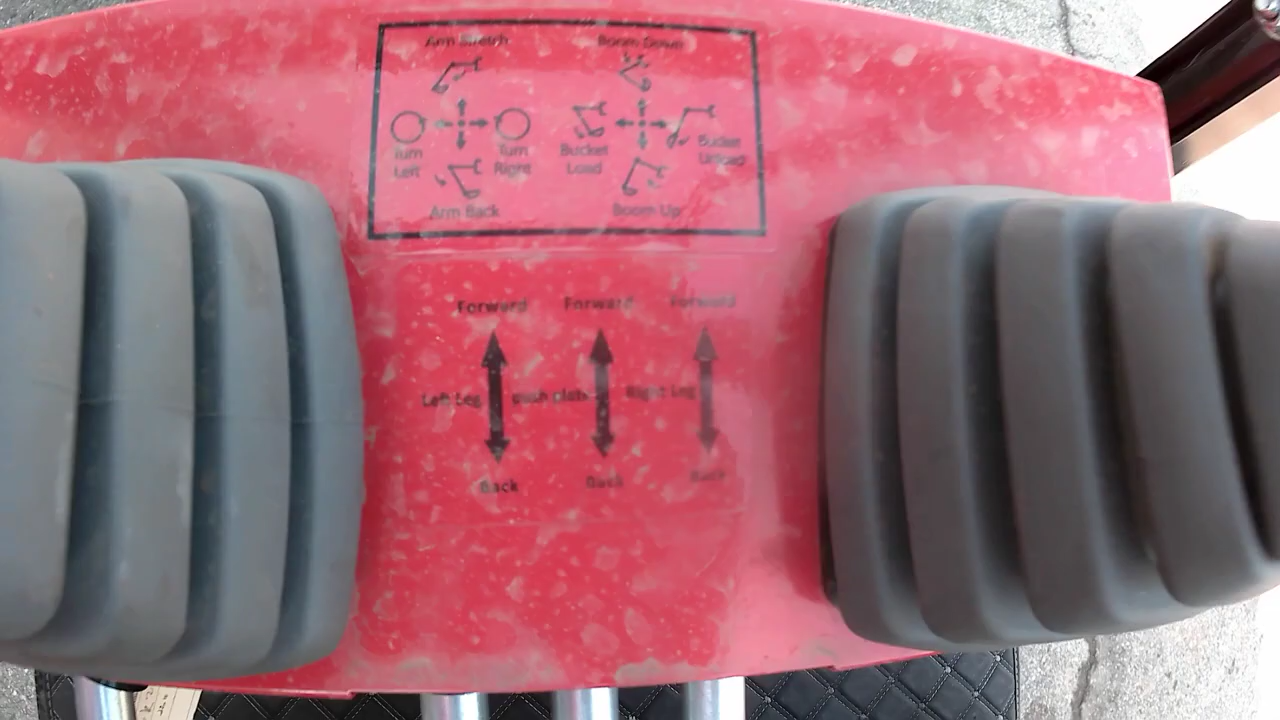 Arm Stretch
Boom Down
Turn Left
Turn Right
Bucket Load
Bucket Unload
Arm Back
Boom Up
Forward Forward Forward
Left Leg push plate Right Leg
Back Back Back